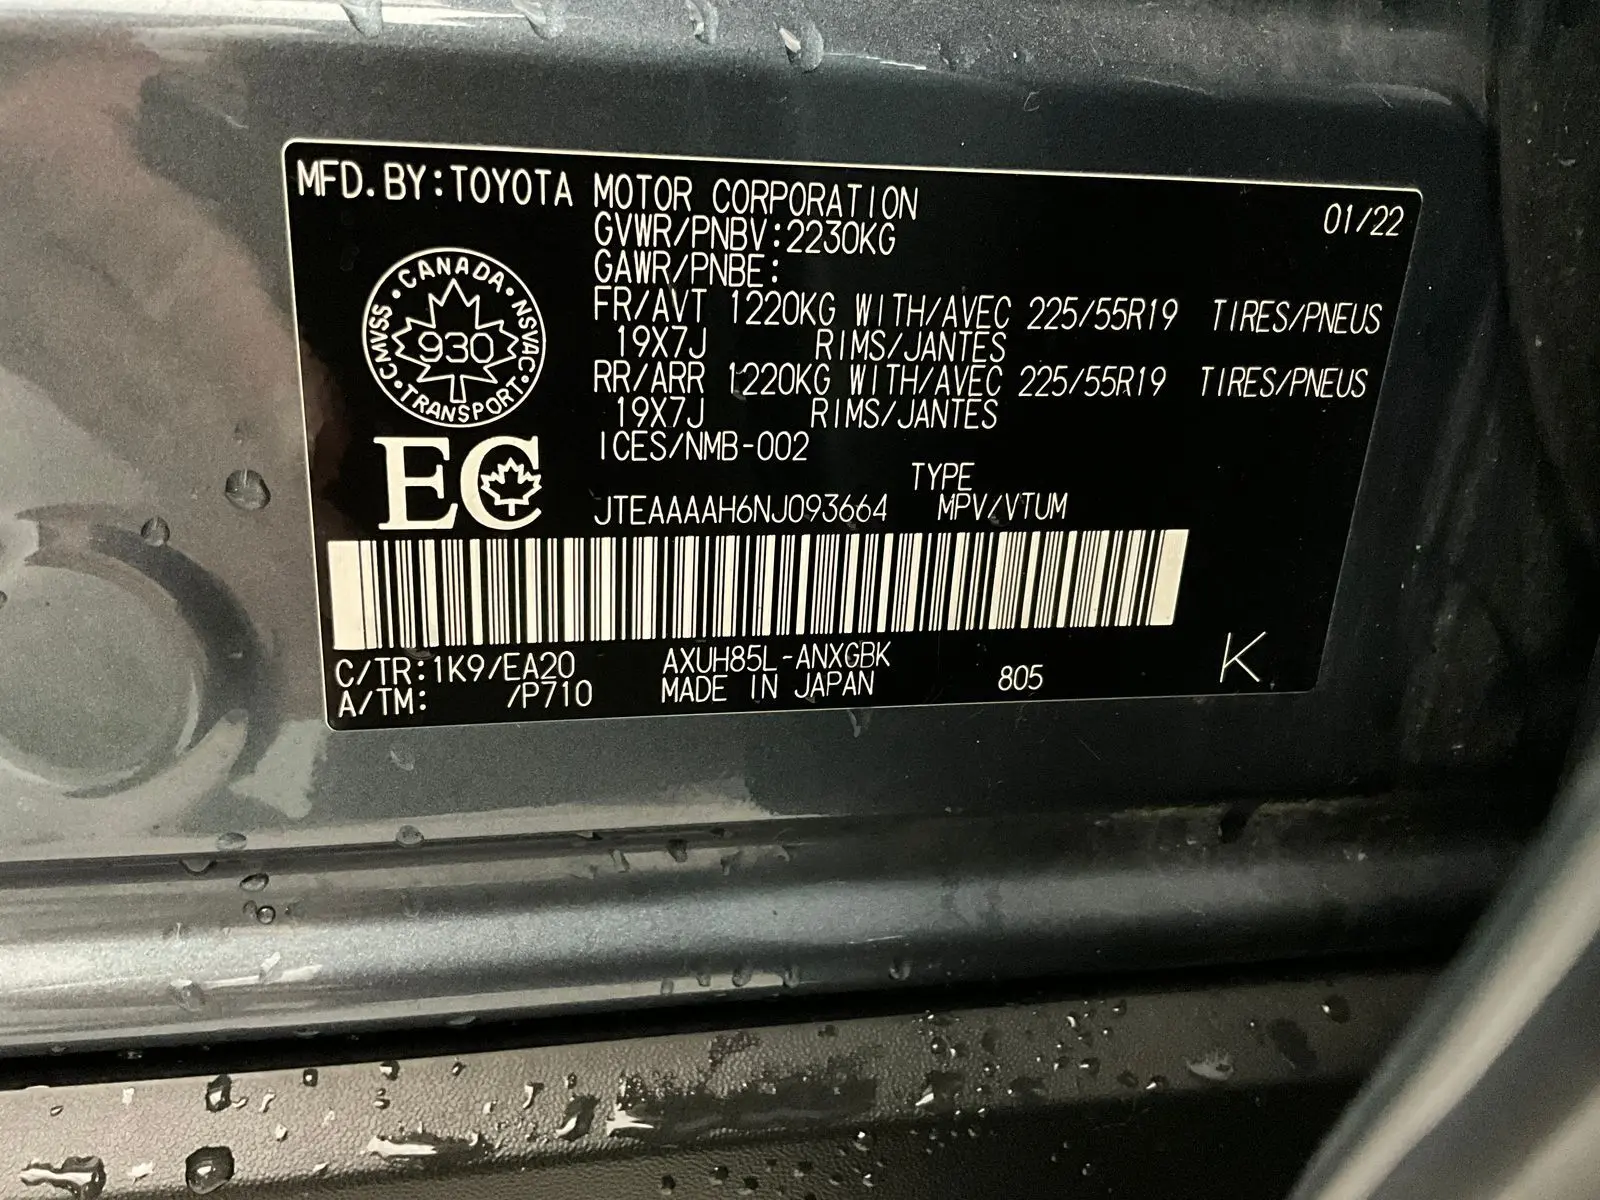 MFD.BY:TOYOTA MOTOR CORPORATION
01/22
GVWR/PNBV:2230KG
GAWR/PNBE:
FR/AVT 1220KG WITH/AVEC 225/55R19 TIRES/PNEUS
19X7J RIMS/JANTES
RR/ARR 1220KG WITH/AVEC 225/55R19 TIRES/PNEUS
19X7J RIMS/JANTES
ICES/NMB-002
CANADA • NSVAC • TRANSPORT • CMVSS •
930
EC
TYPE
JTEAAAAH6NJ093664 MPV/VTUM
C/TR:1K9/EA20 AXUH85L-ANXGBK
A/TM: /P710 MADE IN JAPAN 805
K